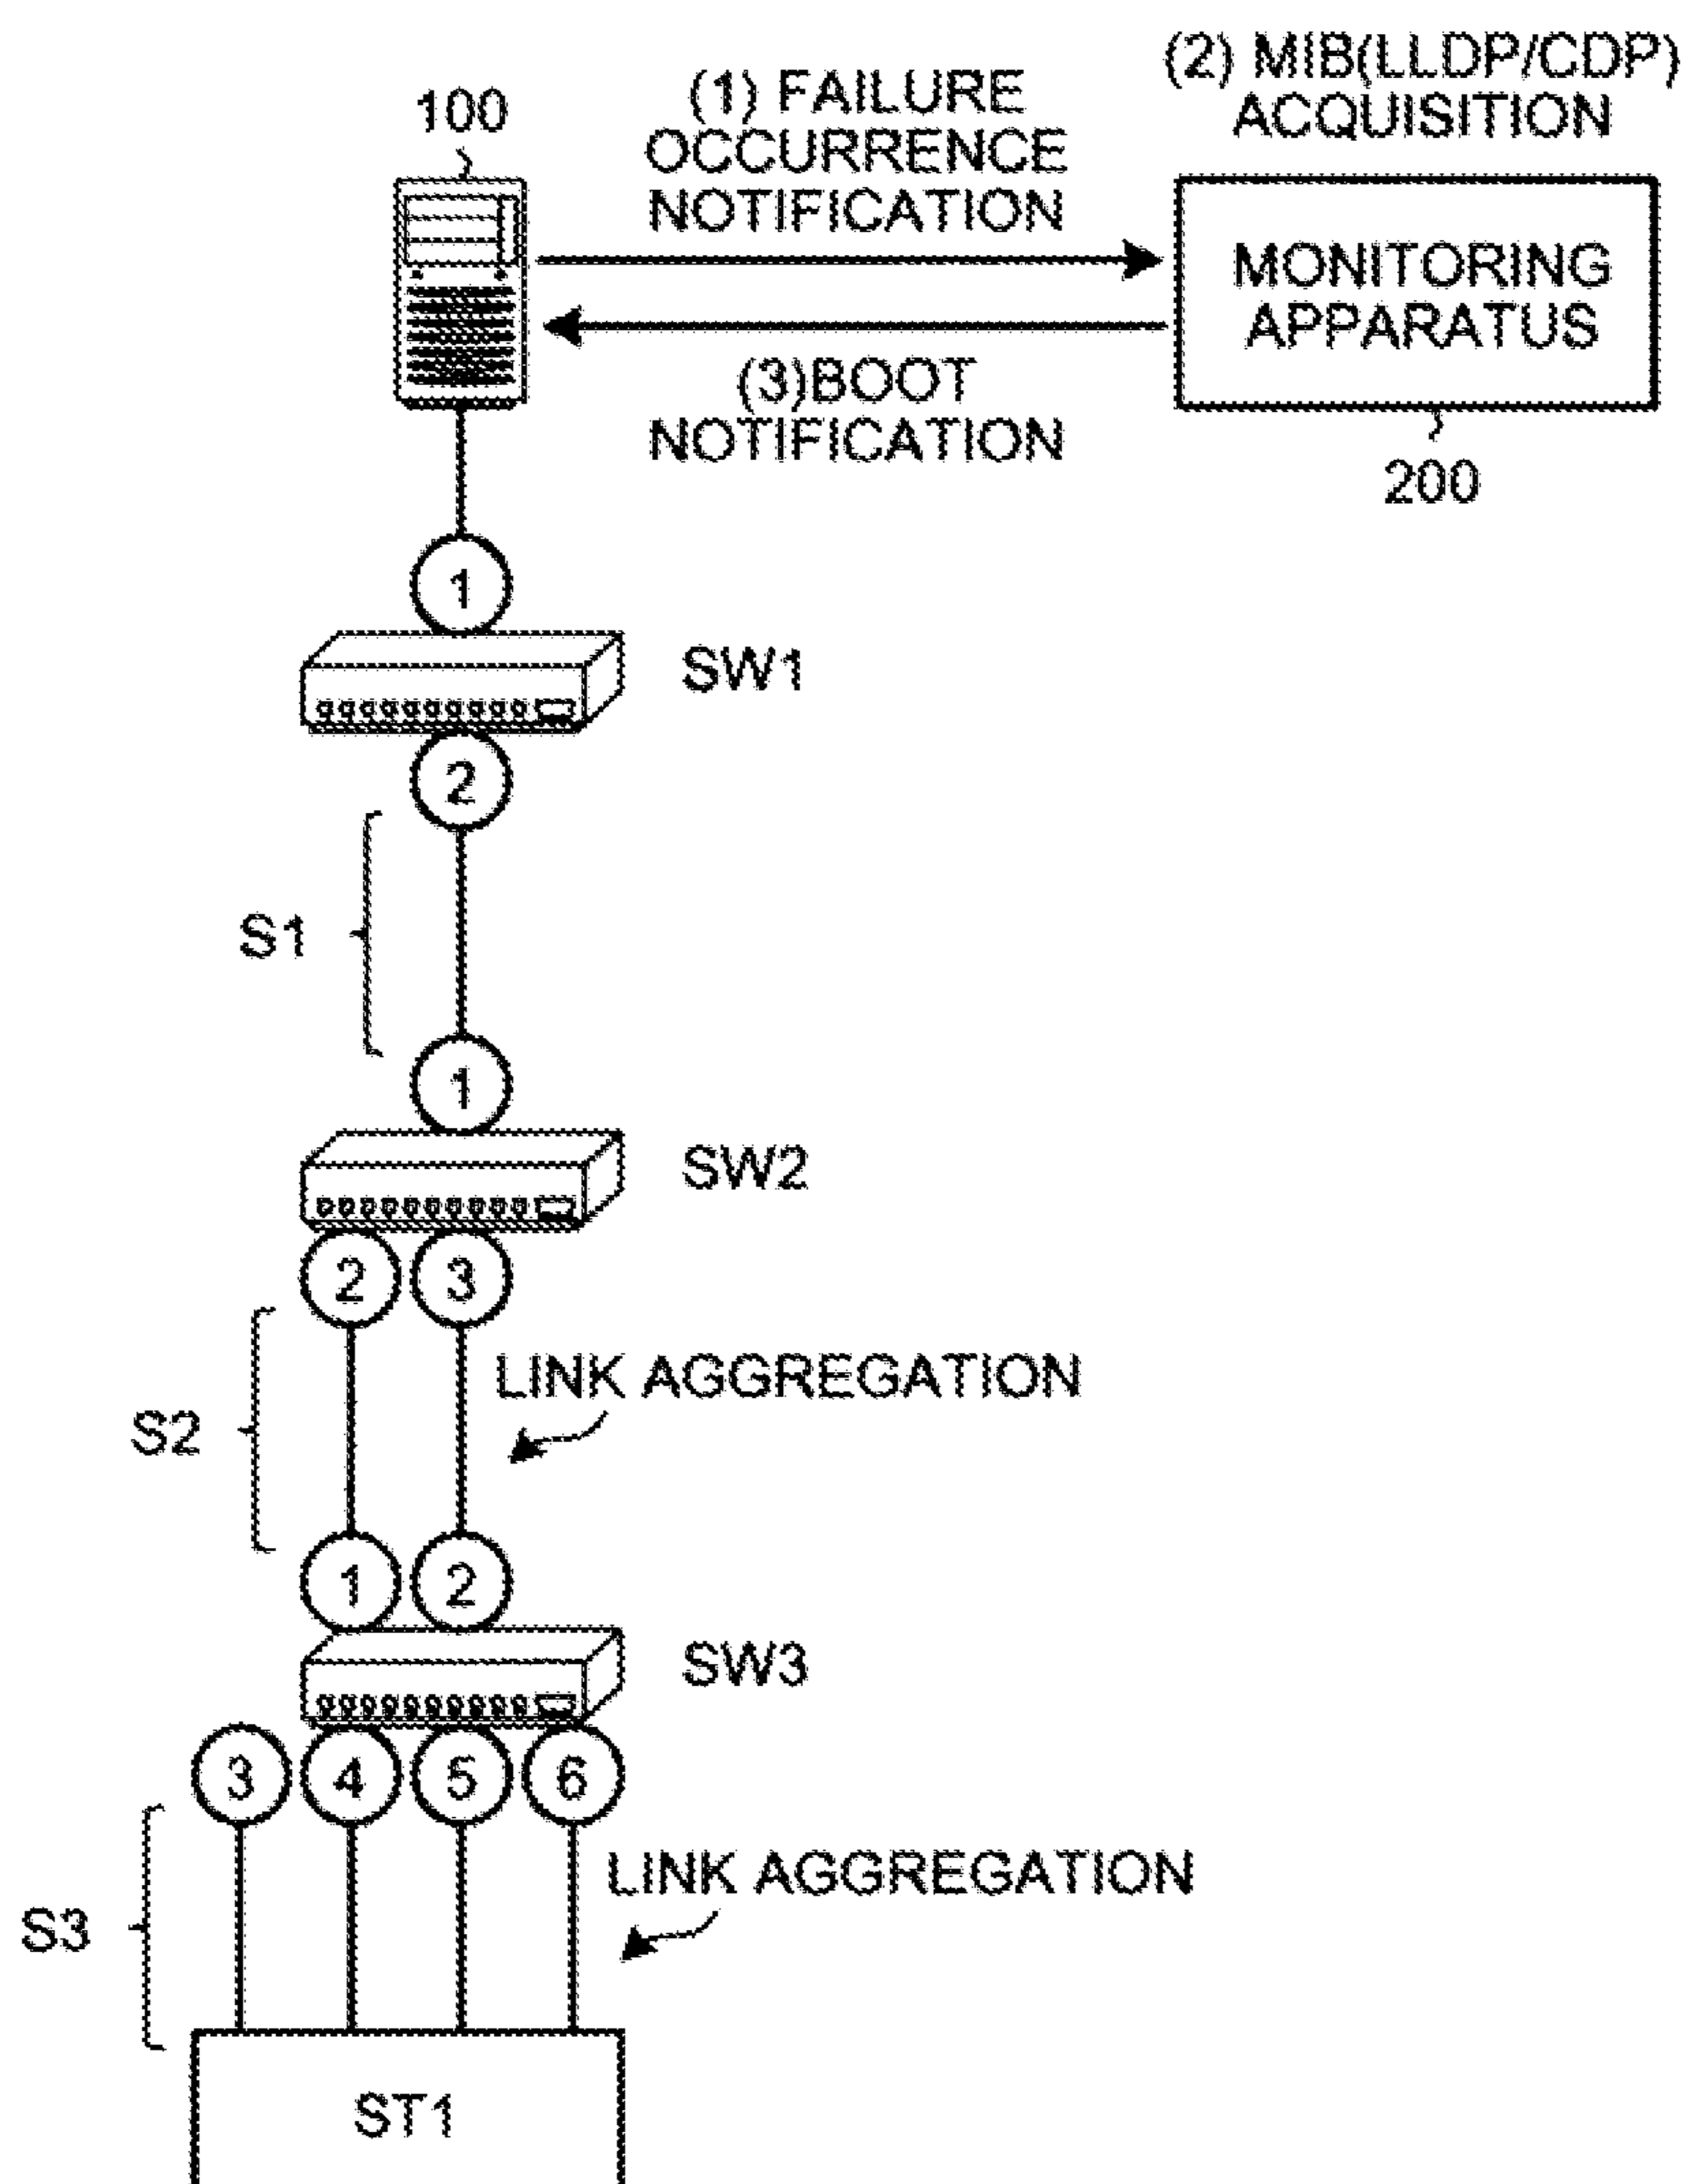 (2) MIB(LLDP/CDP)
ACQUISITION
100
(1) FAILURE
OCCURRENCE
NOTIFICATION
MONITORING
APPARATUS
(3)BOOT
NOTIFICATION
200
1
SW1
2
S1
1
SW2
2 3
LINK AGGREGATION
S2
1 2
SW3
3 4 5 6
LINK AGGREGATION
S3
ST1